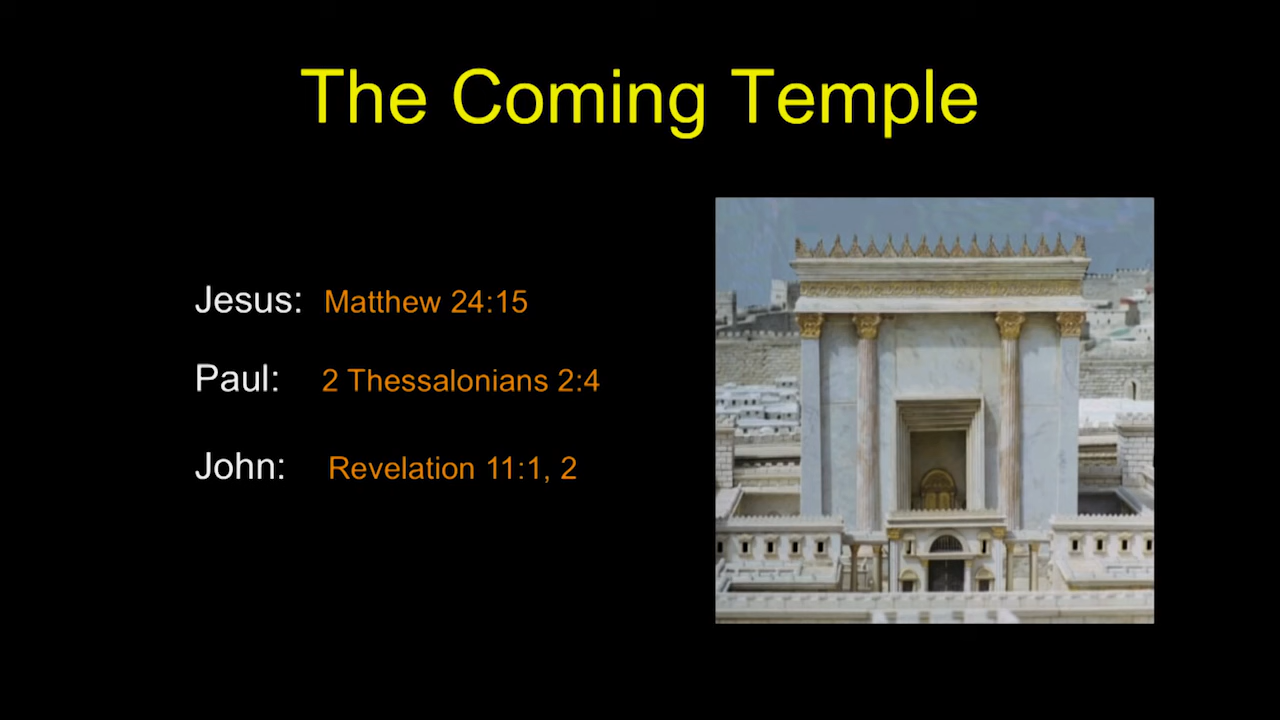 The Coming Temple
Jesus: Matthew 24:15
Paul: 2 Thessalonians 2:4
John: Revelation 11:1, 2